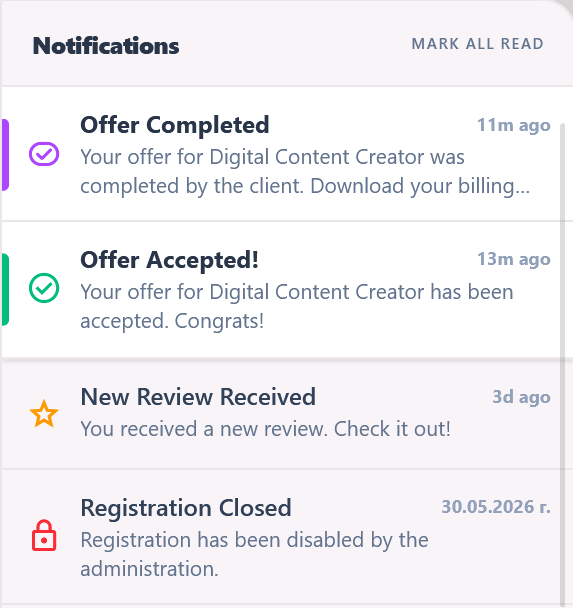 Notifications
MARK ALL READ
Offer Completed
11m ago
Your offer for Digital Content Creator was
completed by the client. Download your billing...
Offer Accepted!
13m ago
Your offer for Digital Content Creator has been
accepted. Congrats!
New Review Received
3d ago
You received a new review. Check it out!
Registration Closed
30.05.2026 г.
Registration has been disabled by the
administration.